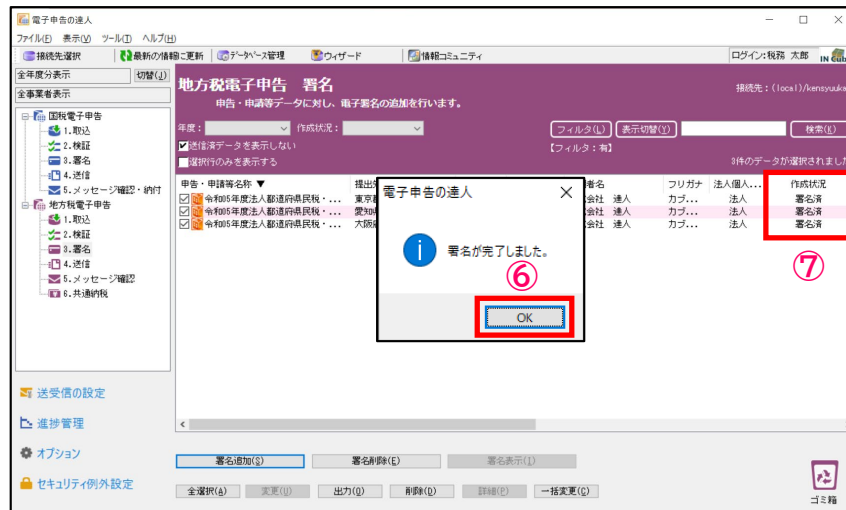 電子申告の達人
ファイル(F) 表示(V) ツール(T) ヘルプ(H)
接続先選択 最新の情報に更新 データベース管理 ウィザード 情報コミュニティ ログイン:税務 太郎 IN Cub
全年度分表示 切替(J)
全事業者表示
国税電子申告
1.取込
2.検証
3.署名
4.送信
5.メッセージ確認・納付
地方税電子申告
1.取込
2.検証
3.署名
4.送信
5.メッセージ確認
6.共通納税
送受信の設定
進捗管理
オプション
セキュリティ例外設定
地方税電子申告 署名
接続先:(local)/kensyuuka
申告・申請等データに対し、電子署名の追加を行います。
年度: 作成状況: フィルタ(L) 表示切替(Y) 検索(K)
送信済データを表示しない 【フィルタ:有】
選択行のみを表示する 3件のデータが選択されまし
申告・申請等名称 ▼ 提出 者名 フリガナ 法人個人... 作成状況
令和05年度法人都道府県民税・... 東京 会社 達人 カブ... 法人 署名済
令和05年度法人都道府県民税・... 愛知 会社 達人 カブ... 法人 署名済
令和05年度法人都道府県民税・... 大阪 会社 達人 カブ... 法人 署名済
電子申告の達人
署名が完了しました。
⑥
OK
⑦
署名追加(S) 署名削除(E) 署名表示(I)
全選択(A) 変更(U) 出力(O) 削除(D) 詳細(P) 一括変更(C)
ゴミ箱